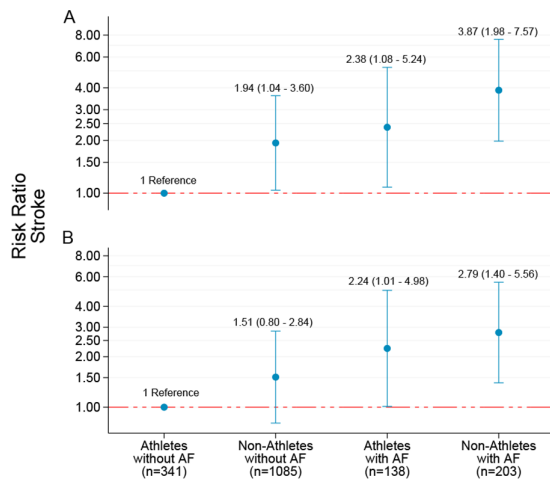 A
8.00
6.00
4.00
3.00
2.50
2.00
1.50
1.00
1 Reference
1.94 (1.04 - 3.60)
2.38 (1.08 - 5.24)
3.87 (1.98 - 7.57)
Risk Ratio
Stroke
B
8.00
6.00
4.00
3.00
2.50
2.00
1.50
1.00
1 Reference
1.51 (0.80 - 2.84)
2.24 (1.01 - 4.98)
2.79 (1.40 - 5.56)
Athletes
without AF
(n=341)
Non-Athletes
without AF
(n=1085)
Athletes
with AF
(n=138)
Non-Athletes
with AF
(n=203)